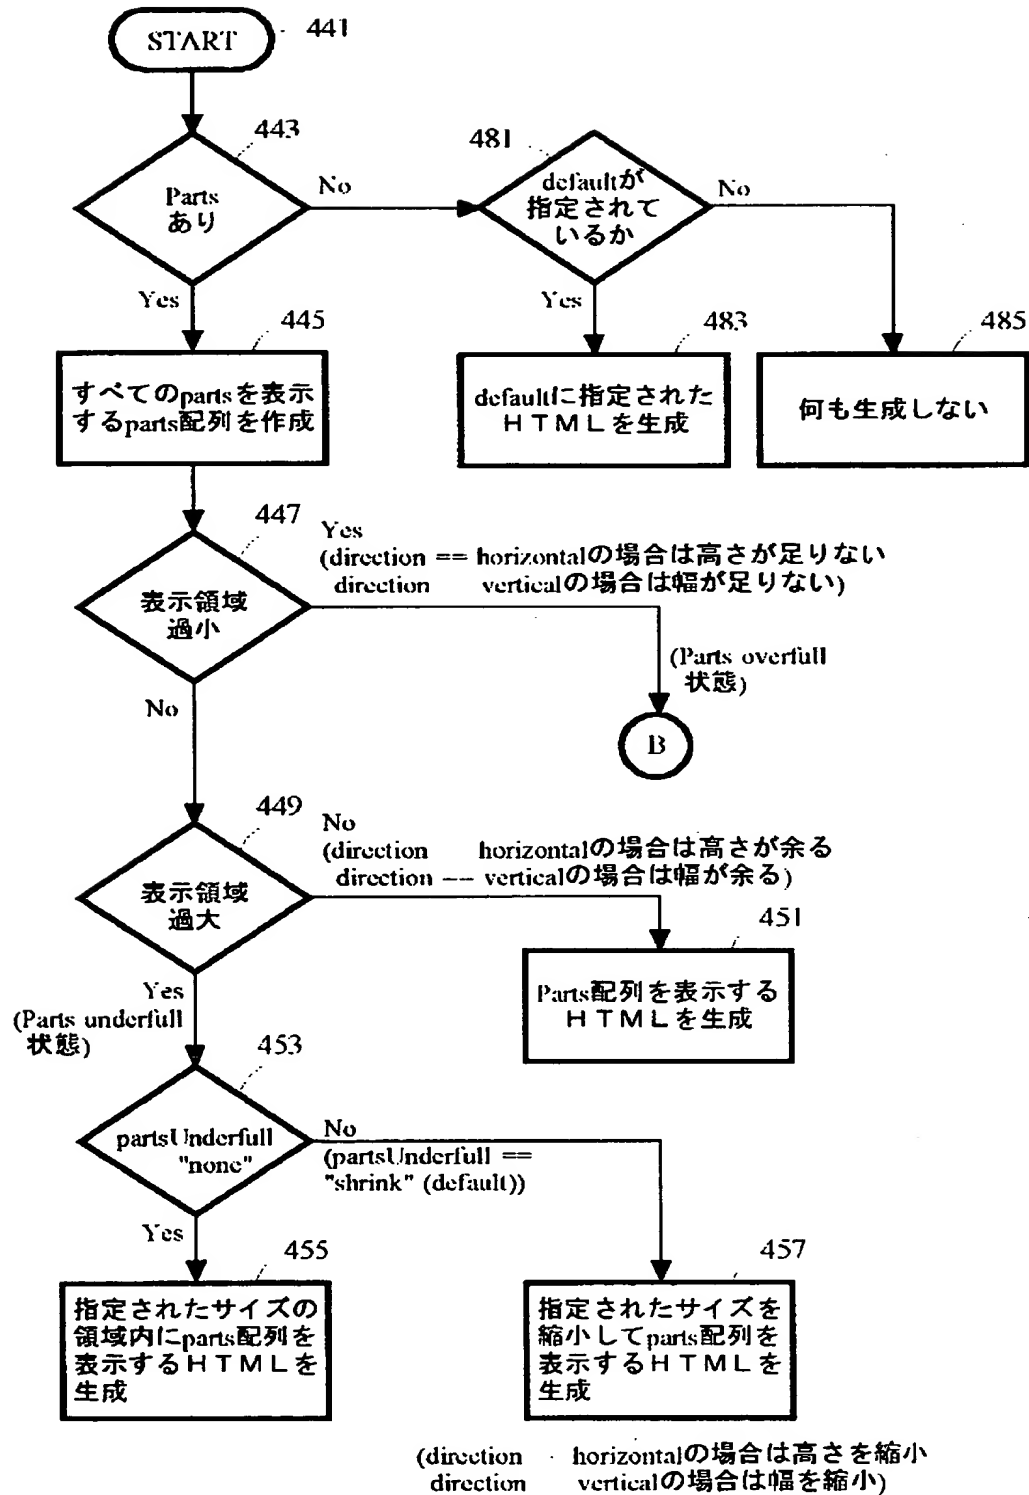 START
441
443
Parts
あり
No
481
defaultが
指定されて
いるか
No
Yes
Yes
445
すべてのpartsを表示
するparts配列を作成
483
defaultに指定された
ＨＴＭＬを生成
485
何も生成しない
447
表示領域
過小
Yes
(direction == horizontalの場合は高さが足りない
direction vertical の場合は幅が足りない)
(Parts overfull
状態)
B
No
449
表示領域
過大
No
(direction horizontalの場合は高さが余る
direction == verticalの場合は幅が余る)
451
Parts配列を表示する
ＨＴＭＬを生成
Yes
(Parts underfull
状態)
453
partsUnderfull
"none"
No
(partsUnderfull ==
"shrink" (default))
Yes
455
指定されたサイズの
領域内にparts配列を
表示するＨＴＭＬを
生成
457
指定されたサイズを
縮小してparts配列を
表示するＨＴＭＬを
生成
(direction horizontalの場合は高さを縮小
direction verticalの場合は幅を縮小)